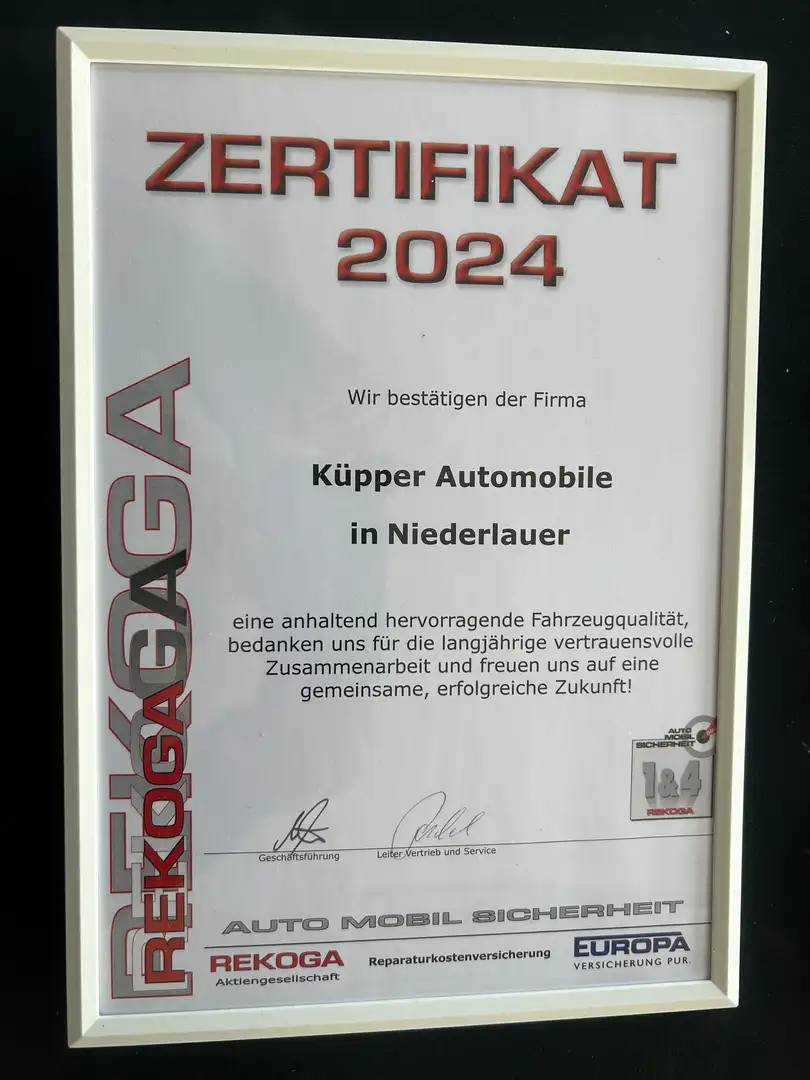 ZERTIFIKAT
2024
Wir bestätigen der Firma
Küpper Automobile
in Niederlauer
eine anhaltend hervorragende Fahrzeugqualität,
bedanken uns für die langjährige vertrauensvolle
Zusammenarbeit und freuen uns auf eine
gemeinsame, erfolgreiche Zukunft!
REKOGA
REKOGAGA
AUTO
MOBIL
SICHERHEIT
1&4
REKOGA
Geschäftsführung
Leiter Vertrieb und Service
AUTO MOBIL SICHERHEIT
REKOGA
Aktiengesellschaft
Reparaturkostenversicherung
EUROPA
VERSICHERUNG PUR.